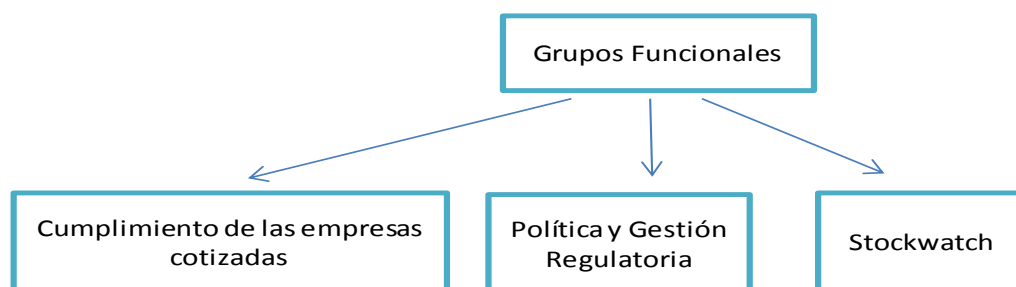 Grupos Funcionales
Cumplimiento de las empresas
cotizadas
Política y Gestión
Regulatoria
Stockwatch